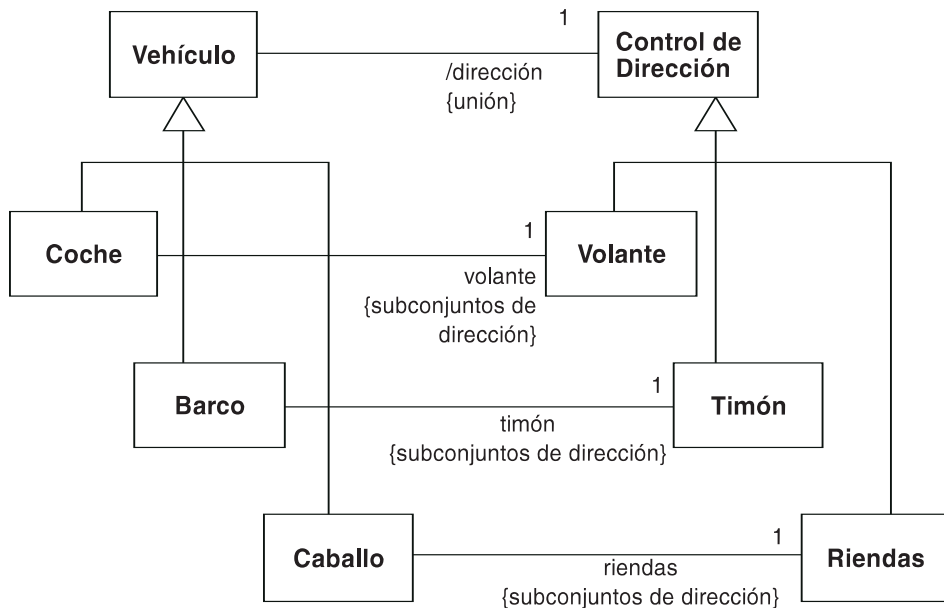 Vehículo
1
Control de
Dirección
/dirección
{unión}
Coche
1
Volante
volante
{subconjuntos de
dirección}
Barco
1
Timón
timón
{subconjuntos de dirección}
Caballo
1
Riendas
riendas
{subconjuntos de dirección}